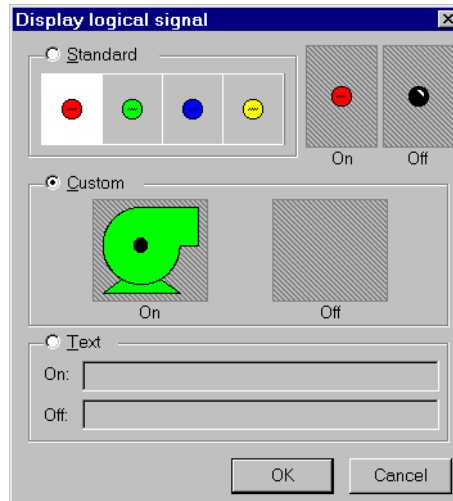 Display logical signal
Standard
On
Off
Custom
On
Off
Text
On:
Off:
OK
Cancel